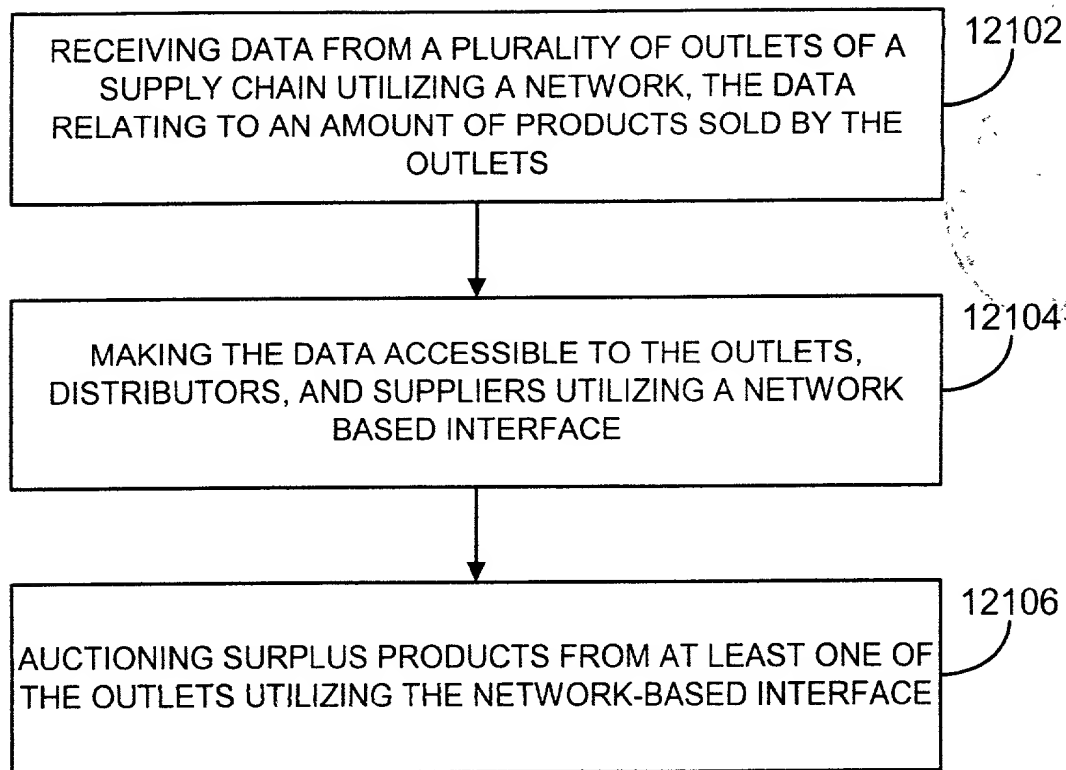 RECEIVING DATA FROM A PLURALITY OF OUTLETS OF A
SUPPLY CHAIN UTILIZING A NETWORK, THE DATA
RELATING TO AN AMOUNT OF PRODUCTS SOLD BY THE
OUTLETS
12102
MAKING THE DATA ACCESSIBLE TO THE OUTLETS,
DISTRIBUTORS, AND SUPPLIERS UTILIZING A NETWORK
BASED INTERFACE
12104
AUCTIONING SURPLUS PRODUCTS FROM AT LEAST ONE OF
THE OUTLETS UTILIZING THE NETWORK-BASED INTERFACE
12106